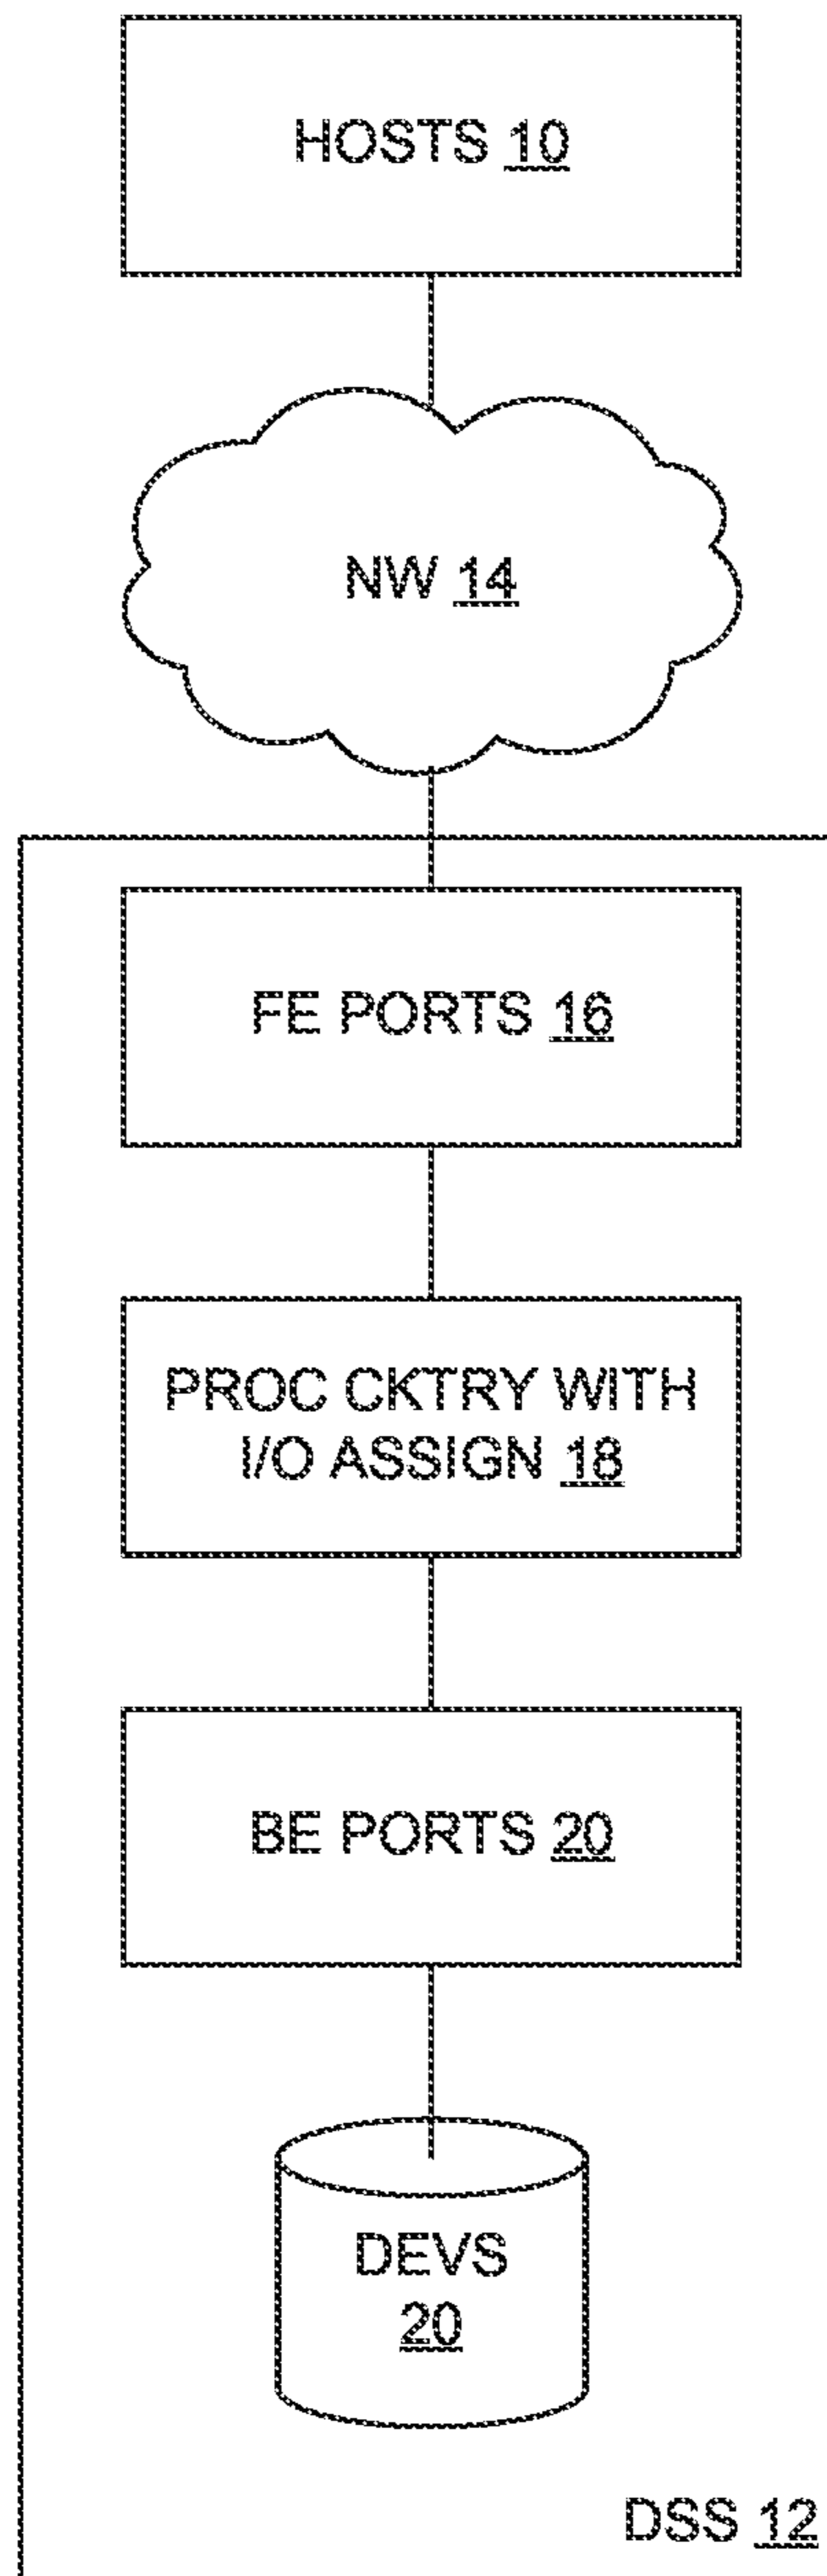 HOSTS 10
NW 14
FE PORTS 16
PROC CKTRY WITH
I/O ASSIGN 18
BE PORTS 20
DEVS
20
DSS 12